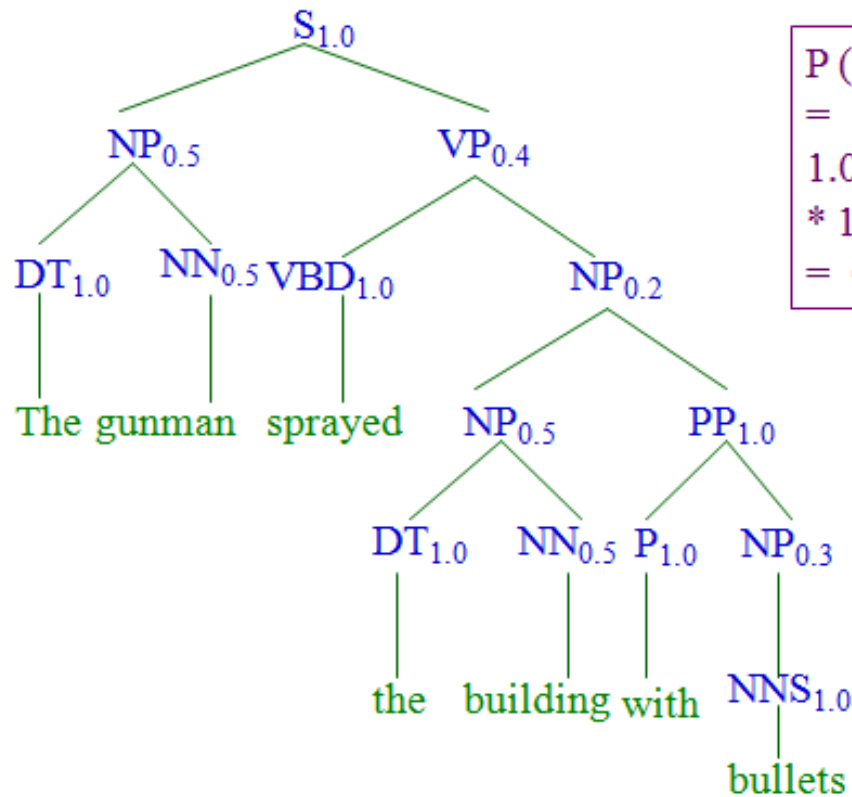 S1.0
NP0.5 VP0.4
DT1.0 NN0.5 VBD1.0 NP0.2
The gunman sprayed
NP0.5 PP1.0
DT1.0 NN0.5 P1.0 NP0.3
the building with NNS1.0
bullets
P (
=
1.0
* 1
=